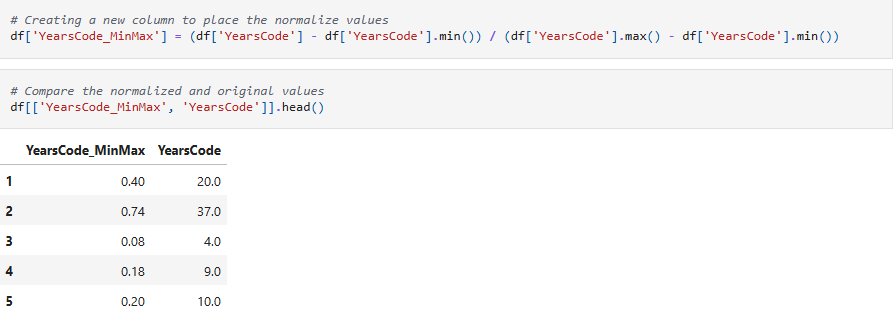 # Creating a new column to place the normalize values
df['YearsCode_MinMax'] = (df['YearsCode'] - df['YearsCode'].min()) / (df['YearsCode'].max() - df['YearsCode'].min())
# Compare the normalized and original values
df[['YearsCode_MinMax', 'YearsCode']].head()
YearsCode_MinMax YearsCode
1 0.40 20.0
2 0.74 37.0
3 0.08 4.0
4 0.18 9.0
5 0.20 10.0